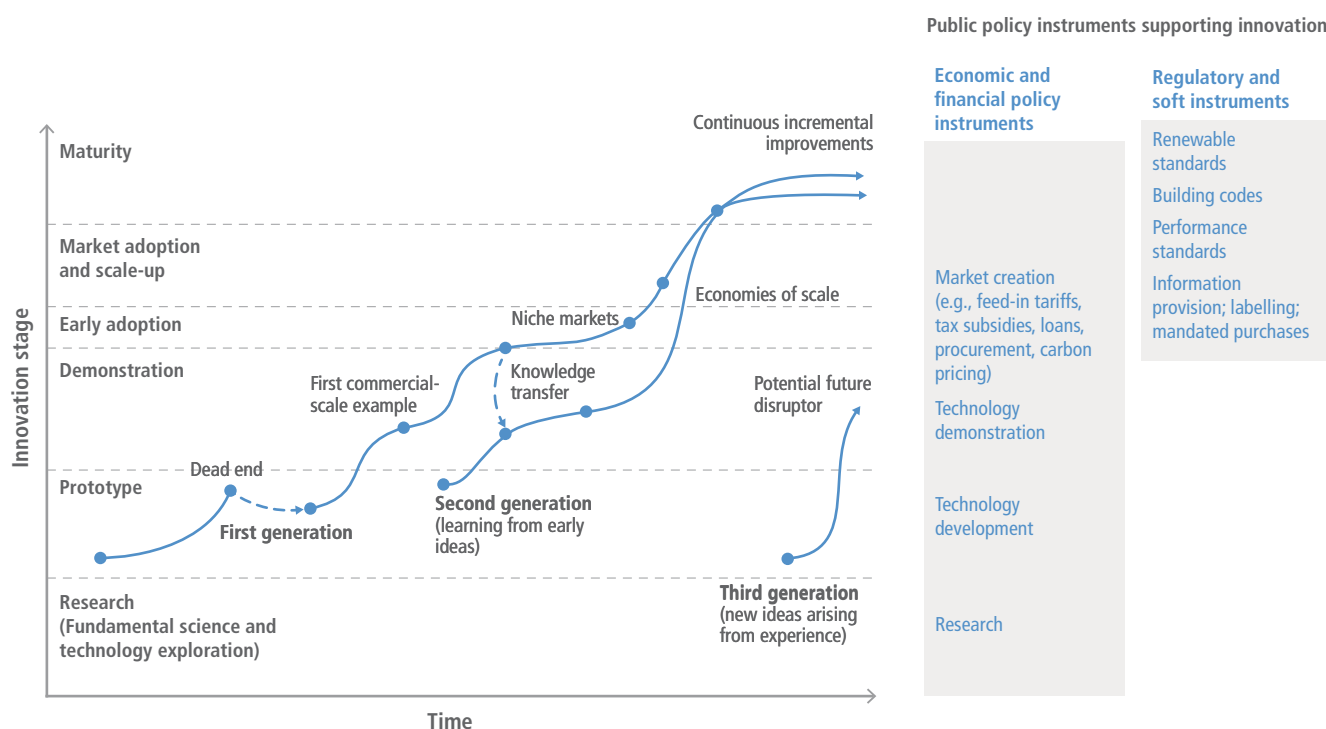 Public policy instruments supporting innovation
Economic and
financial policy
instruments
Regulatory and
soft instruments
Continuous incremental
improvements
Maturity
Renewable
standards
Building codes
Performance
standards
Information
provision; labelling;
mandated purchases
Market adoption
and scale-up
Economies of scale
Market creation
(e.g., feed-in tariffs,
tax subsidies, loans,
procurement, carbon
pricing)
Early adoption
Niche markets
Demonstration
First commercial-
scale example
Knowledge
transfer
Potential future
disruptor
Technology
demonstration
Innovation stage
Dead end
Prototype
First generation
Second generation
(learning from early
ideas)
Technology
development
Research
(Fundamental science and
technology exploration)
Third generation
(new ideas arising
from experience)
Research
Time